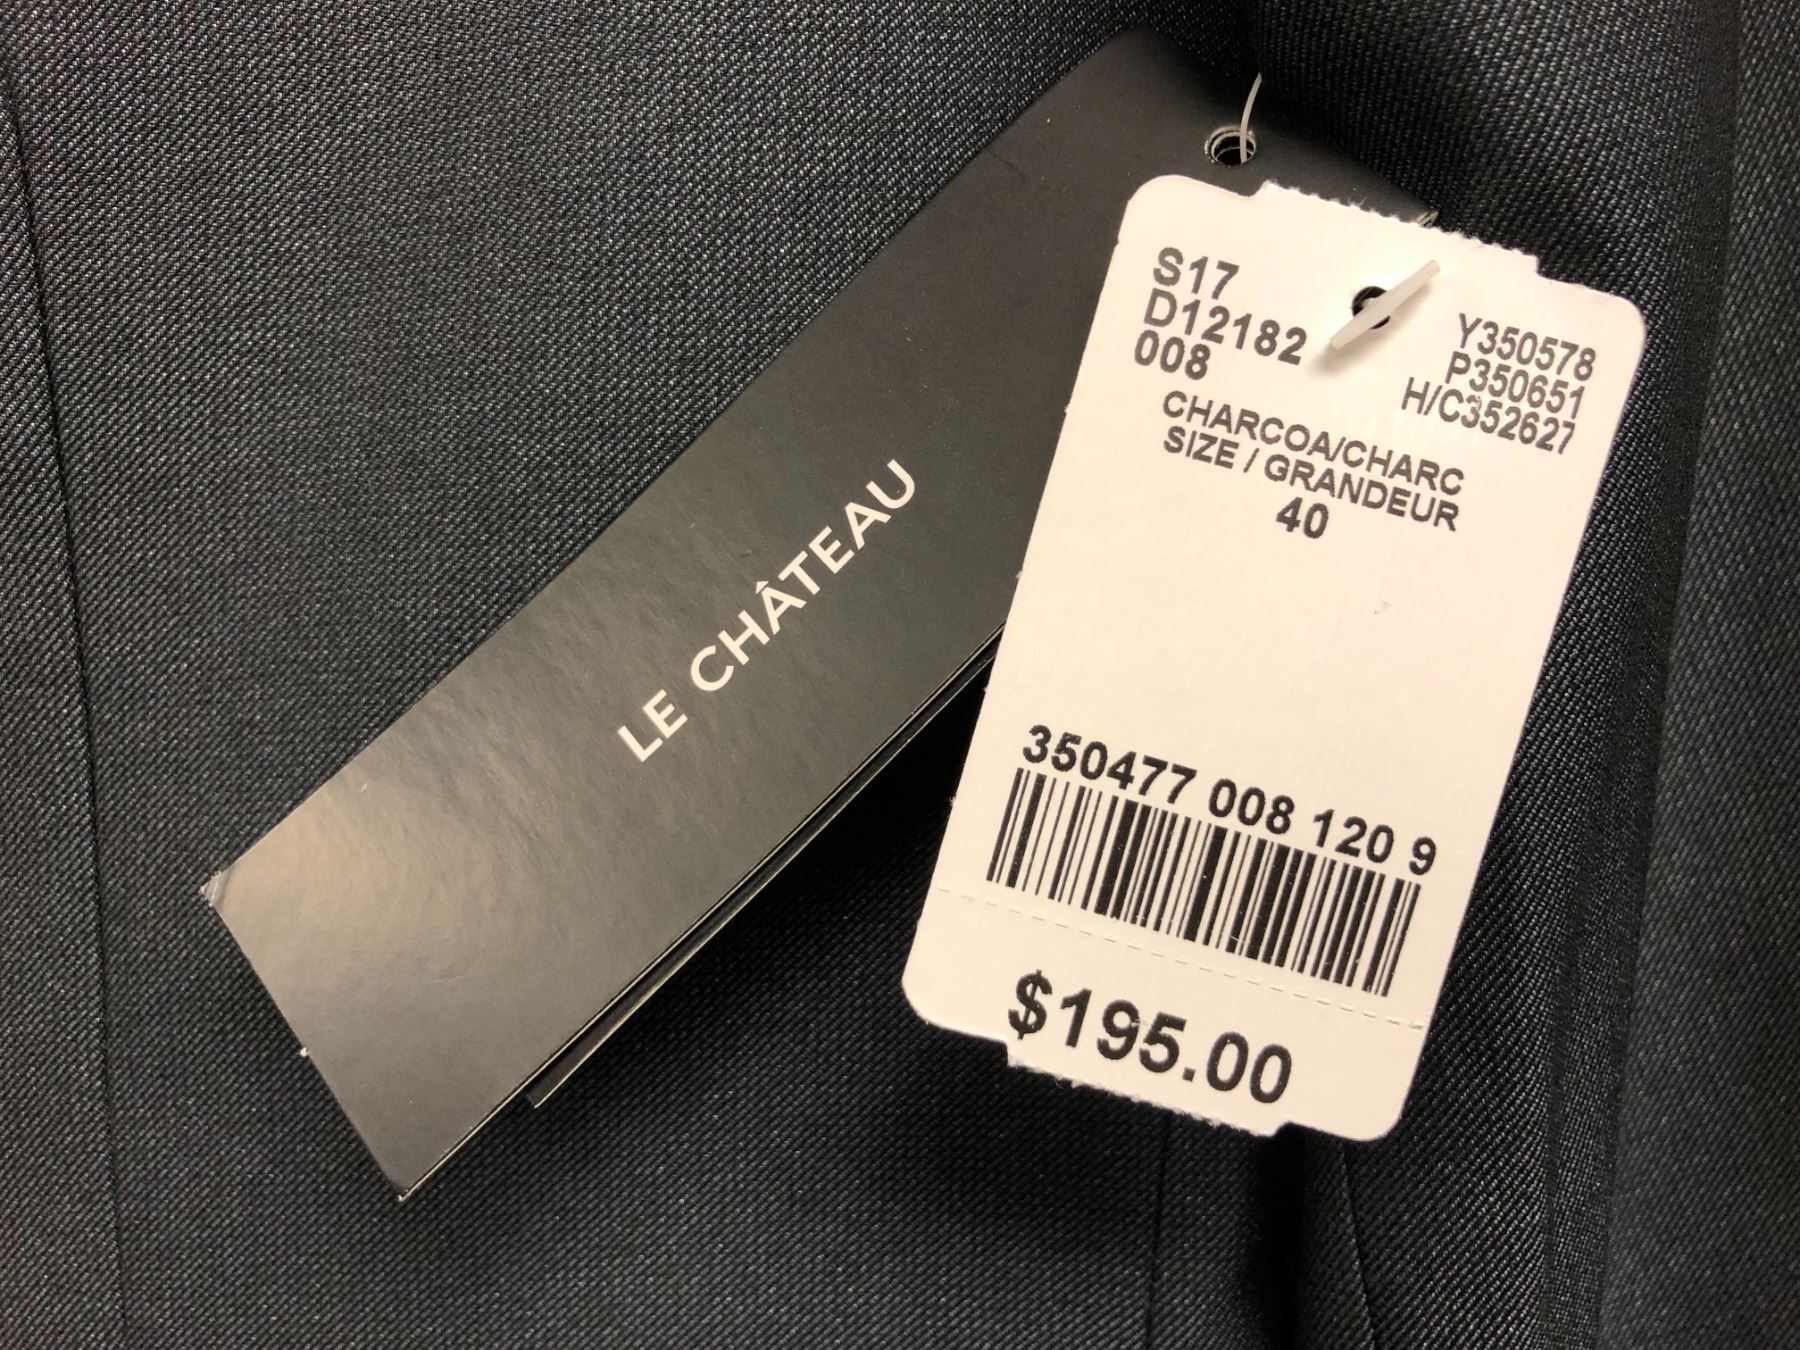 LE CHÂTEAU
S17
D12182
008
Y350578
P350651
H/C352627
CHARCOA/CHARC
SIZE / GRANDEUR
40
350477 008 120 9
$195.00